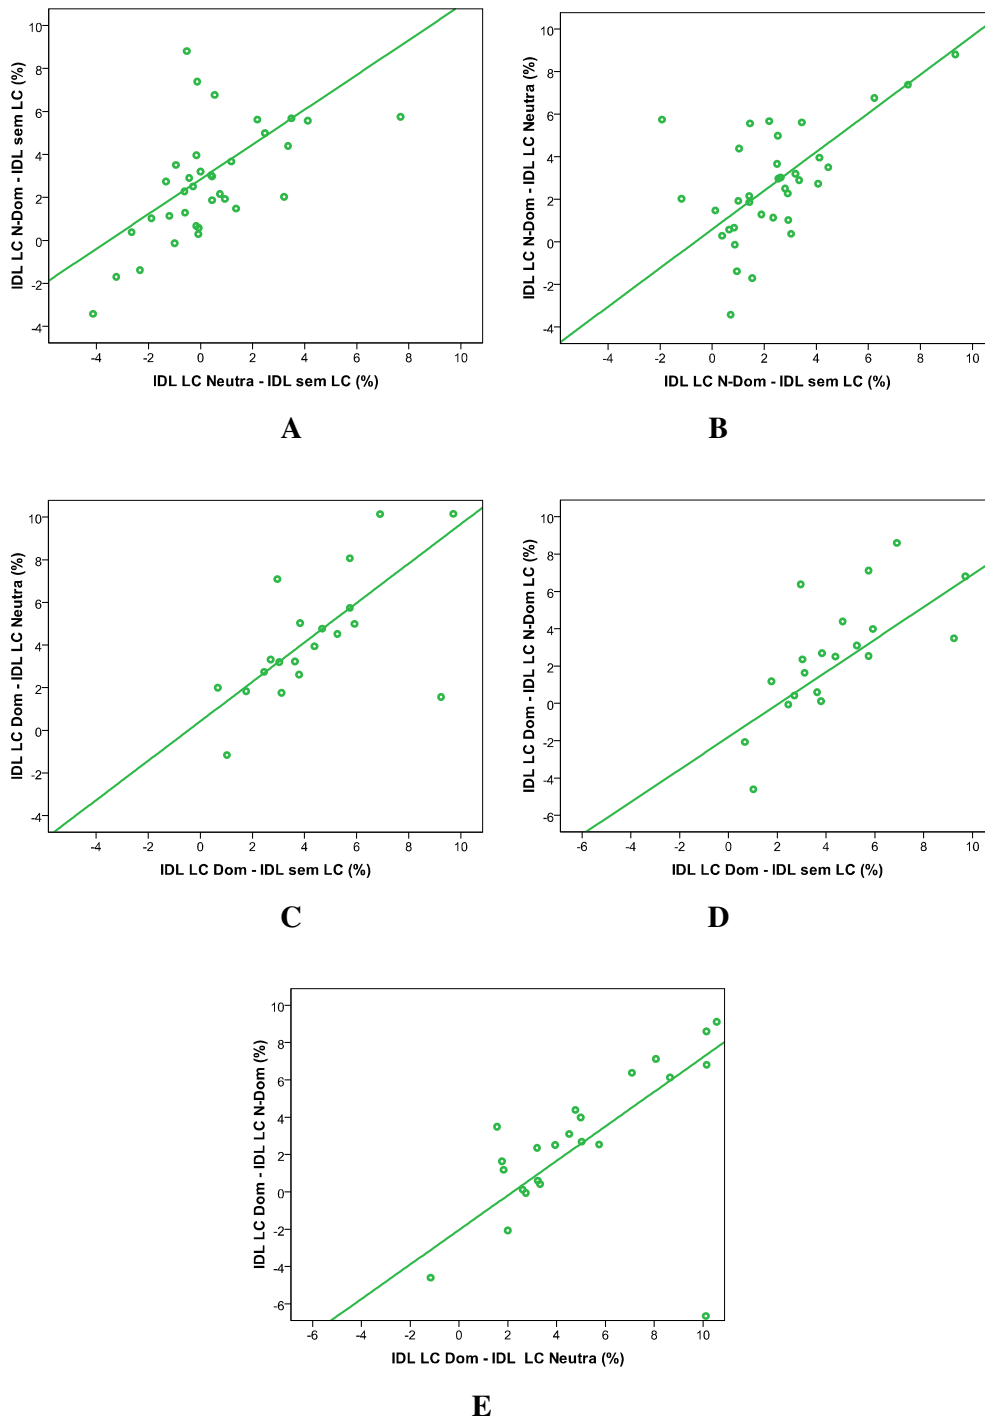 IDL LC N-Dom - IDL sem LC (%)
10
8
6
4
2
0
-2
-4
-4 -2 0 2 4 6 8 10
IDL LC Neutra - IDL sem LC (%)
A
IDL LC N-Dom - IDL LC Neutra (%)
10
8
6
4
2
0
-2
-4
-4 -2 0 2 4 6 8 10
IDL LC N-Dom - IDL sem LC (%)
B
IDL LC Dom - IDL LC Neutra (%)
10
8
6
4
2
0
-2
-4
-4 -2 0 2 4 6 8 10
IDL LC Dom - IDL sem LC (%)
C
IDL LC Dom - IDL LC N-Dom LC (%)
10
8
6
4
2
0
-2
-4
-6
-6 -4 -2 0 2 4 6 8 10
IDL LC Dom - IDL sem LC (%)
D
IDL LC Dom - IDL LC N-Dom (%)
10
8
6
4
2
0
-2
-4
-6
-6 -4 -2 0 2 4 6 8 10
IDL LC Dom - IDL LC Neutra (%)
E